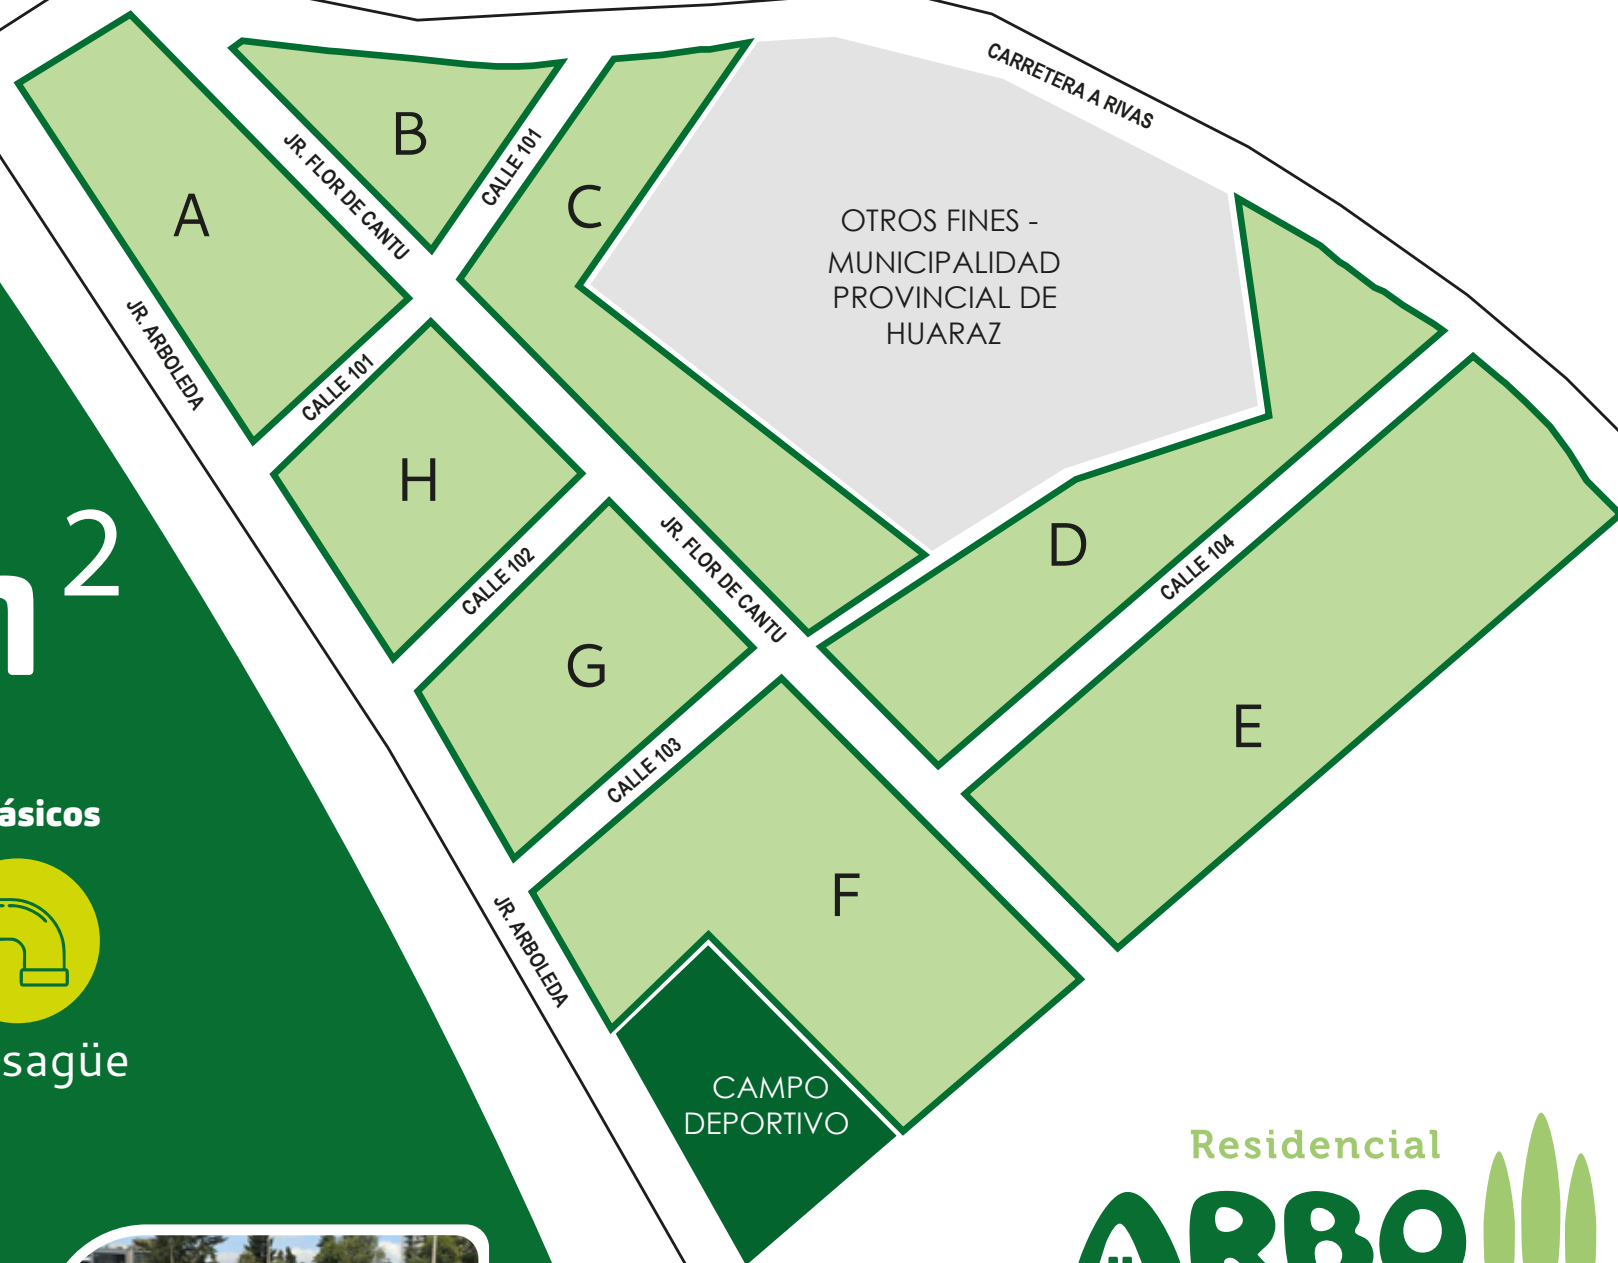 CARRETERA A RIVAS
B
JR. FLOR DE CANTU
CALLE 101
A
C
OTROS FINES -
MUNICIPALIDAD
PROVINCIAL DE
HUARAZ
JR. ARBOLEDA
CALLE 101
H
2
JR. FLOR DE CANTU
D
CALLE 102
CALLE 104
G
E
CALLE 103
ásicos
F
JR. ARBOLEDA
sagüe
CAMPO
DEPORTIVO
Residencial
ARBO